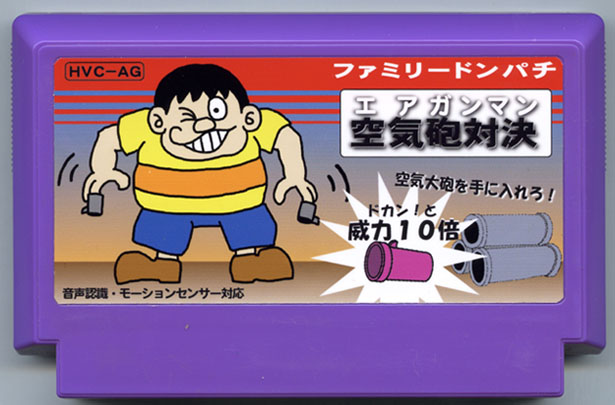 HVC-AG
ファミリードンパチ
エアガンマン
空気砲対決
空気大砲を手に入れろ!
ドカン!と
威力10倍
音声認識・モーションセンサー対応